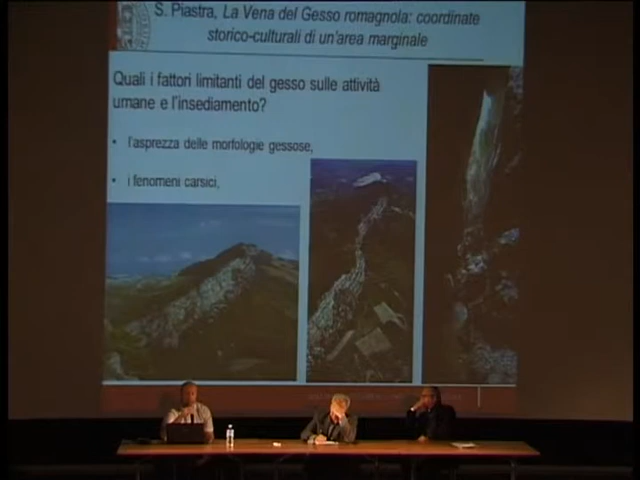 S. Piastra, La Vena del Gesso romagnola: coordinate
storico-culturali di un'area marginale
Quali i fattori limitanti del gesso sulle attività
umane e l'insediamento?
• l'asprezza delle morfologie gessose,
• i fenomeni carsici,